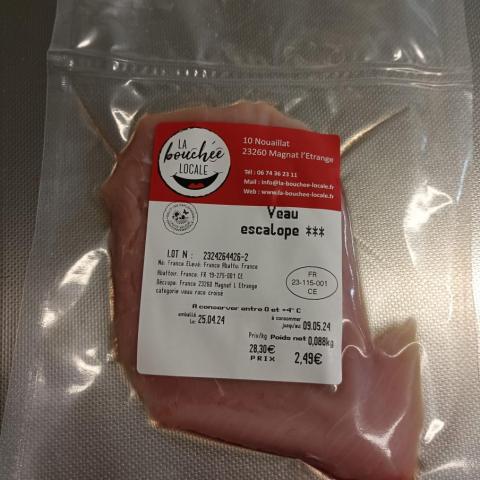 LA
bouchée
LOCALE
10 Nouaillat
23260 Magnat l'Etrange
Tél : 06 74 36 23 11
Mail : info@la-bouchee-locale.fr
Web : www.la-bouchee-locale.fr
Veau
escalope ***
LOT N : 2324264426-2
Né: France Elevé: France Abattu: France
Abattoir: France: FR 19-275-001 CE
Découpe: France 23260 Magnat L Etrange
catégorie veau race croisé
FR
23-115-001
CE
A conserver entre 0 et +4° C
emballé
Le: 25.04.24
à consommer
jusqu'au 09.05.24
Prix/kg Poids net 0,088kg
28,30€
PRIX 2,49€